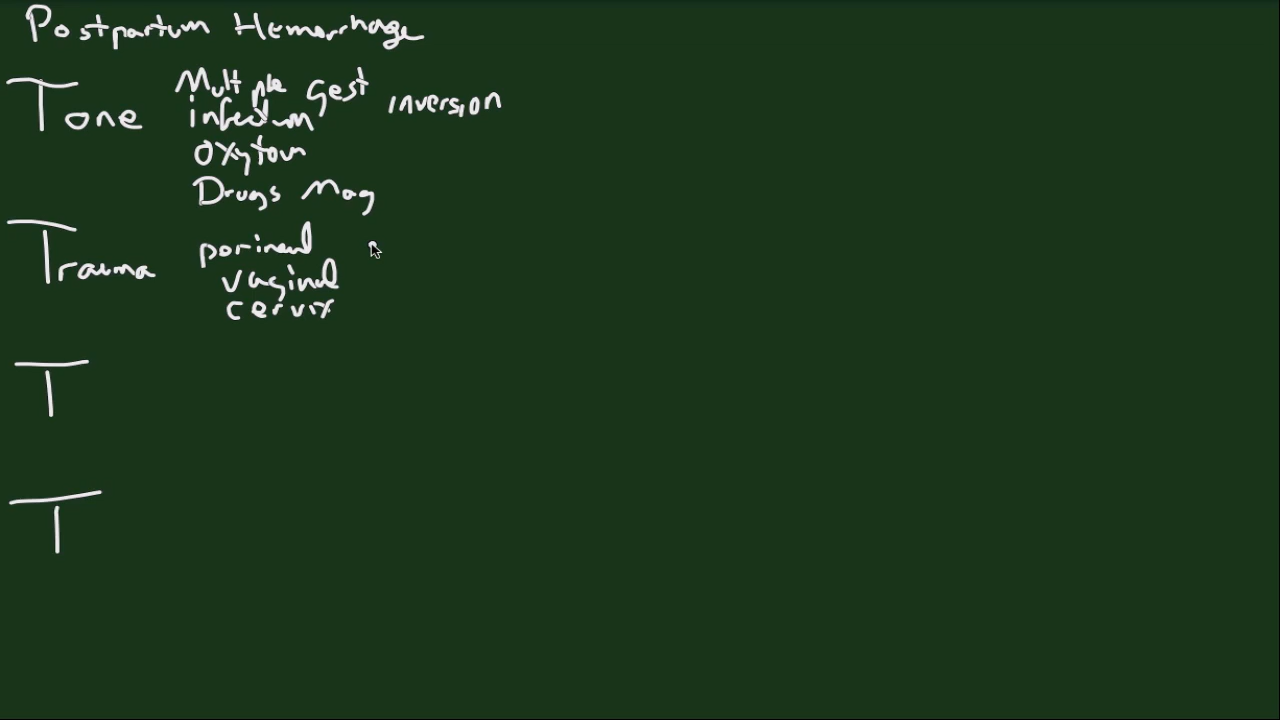 Postpartum Hemorrhage
Tone
Multiple Gest
inversion
infection
Oxytocin
Drugs Mag
Trauma
perineal
vaginal
cervix
T
T